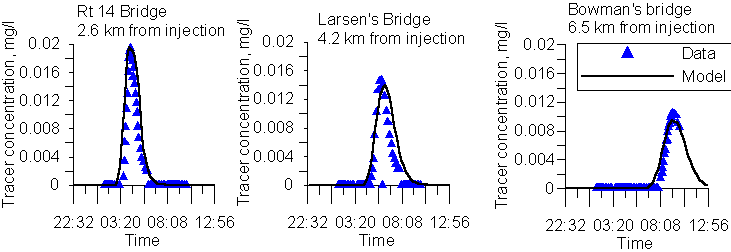 Rt 14 Bridge
2.6 km from injection
Tracer concentration, mg/l
0.02
0.016
0.012
0.008
0.004
0
22:32 03:20 08:08 12:56
Time
Larsen's Bridge
4.2 km from injection
Tracer concentration, mg/l
0.02
0.016
0.012
0.008
0.004
0
22:32 03:20 08:08 12:56
Time
Bowman's bridge
6.5 km from injection
Data
Model
Tracer concentration, mg/l
0.02
0.016
0.012
0.008
0.004
0
22:32 03:20 08:08 12:56
Time